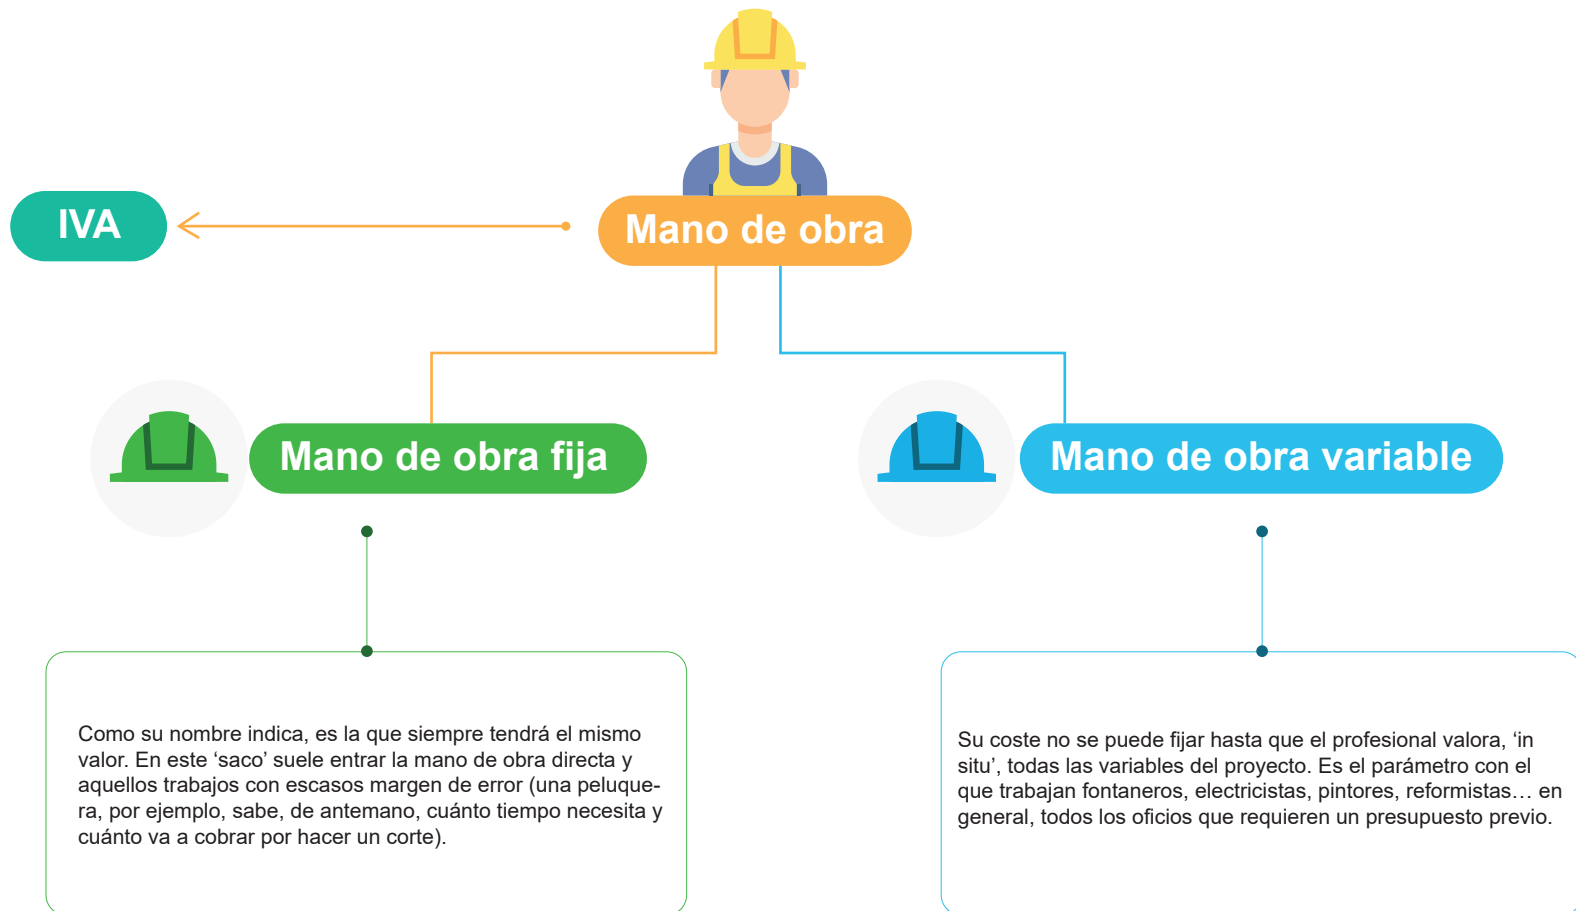 IVA
Mano de obra
Mano de obra fija
Mano de obra variable
Como su nombre indica, es la que siempre tendrá el mismo
valor. En este ‘saco’ suele entrar la mano de obra directa y
aquellos trabajos con escasos margen de error (una peluque-
ra, por ejemplo, sabe, de antemano, cuánto tiempo necesita y
cuánto va a cobrar por hacer un corte).
Su coste no se puede fijar hasta que el profesional valora, ‘in
situ’, todas las variables del proyecto. Es el parámetro con el
que trabajan fontaneros, electricistas, pintores, reformistas… en
general, todos los oficios que requieren un presupuesto previo.